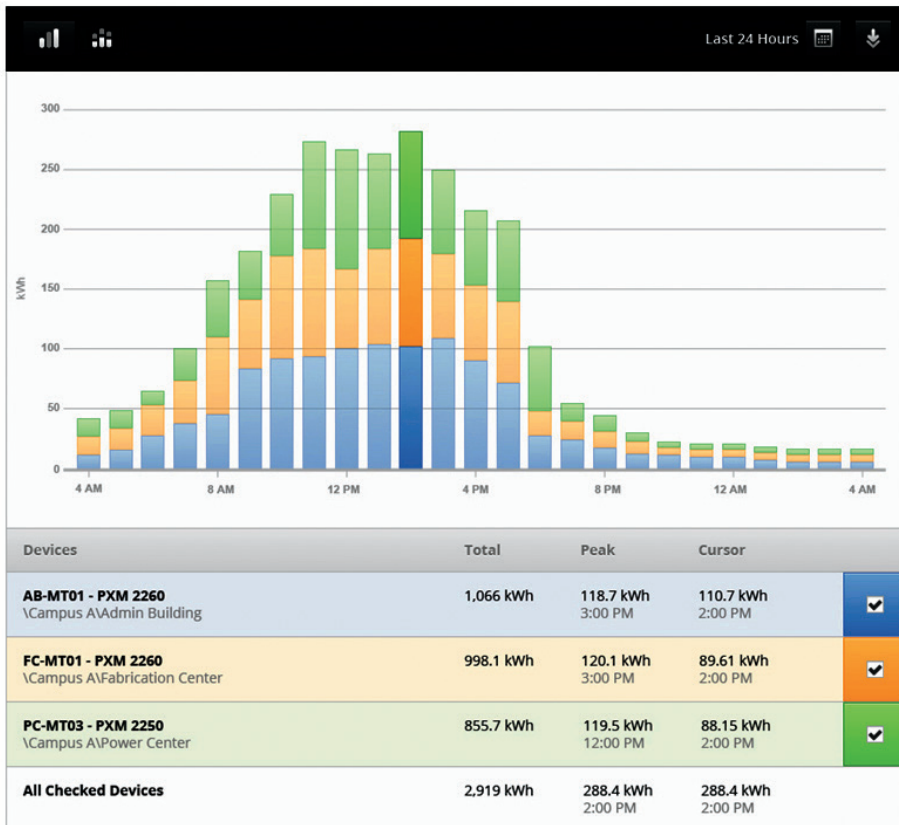 Last 24 Hours
300
250
200
150
100
50
0
kWh
4 AM 8 AM 12 PM 4 PM 8 PM 12 AM 4 AM
Devices Total Peak Cursor
AB-MT01 - PXM 2260 1,066 kWh 118.7 kWh 110.7 kWh
\Campus A\Admin Building 3:00 PM 2:00 PM
FC-MT01 - PXM 2260 998.1 kWh 120.1 kWh 89.61 kWh
\Campus A\Fabrication Center 3:00 PM 2:00 PM
PC-MT03 - PXM 2250 855.7 kWh 119.5 kWh 88.15 kWh
\Campus A\Power Center 12:00 PM 2:00 PM
All Checked Devices 2,919 kWh 288.4 kWh 288.4 kWh
2:00 PM 2:00 PM